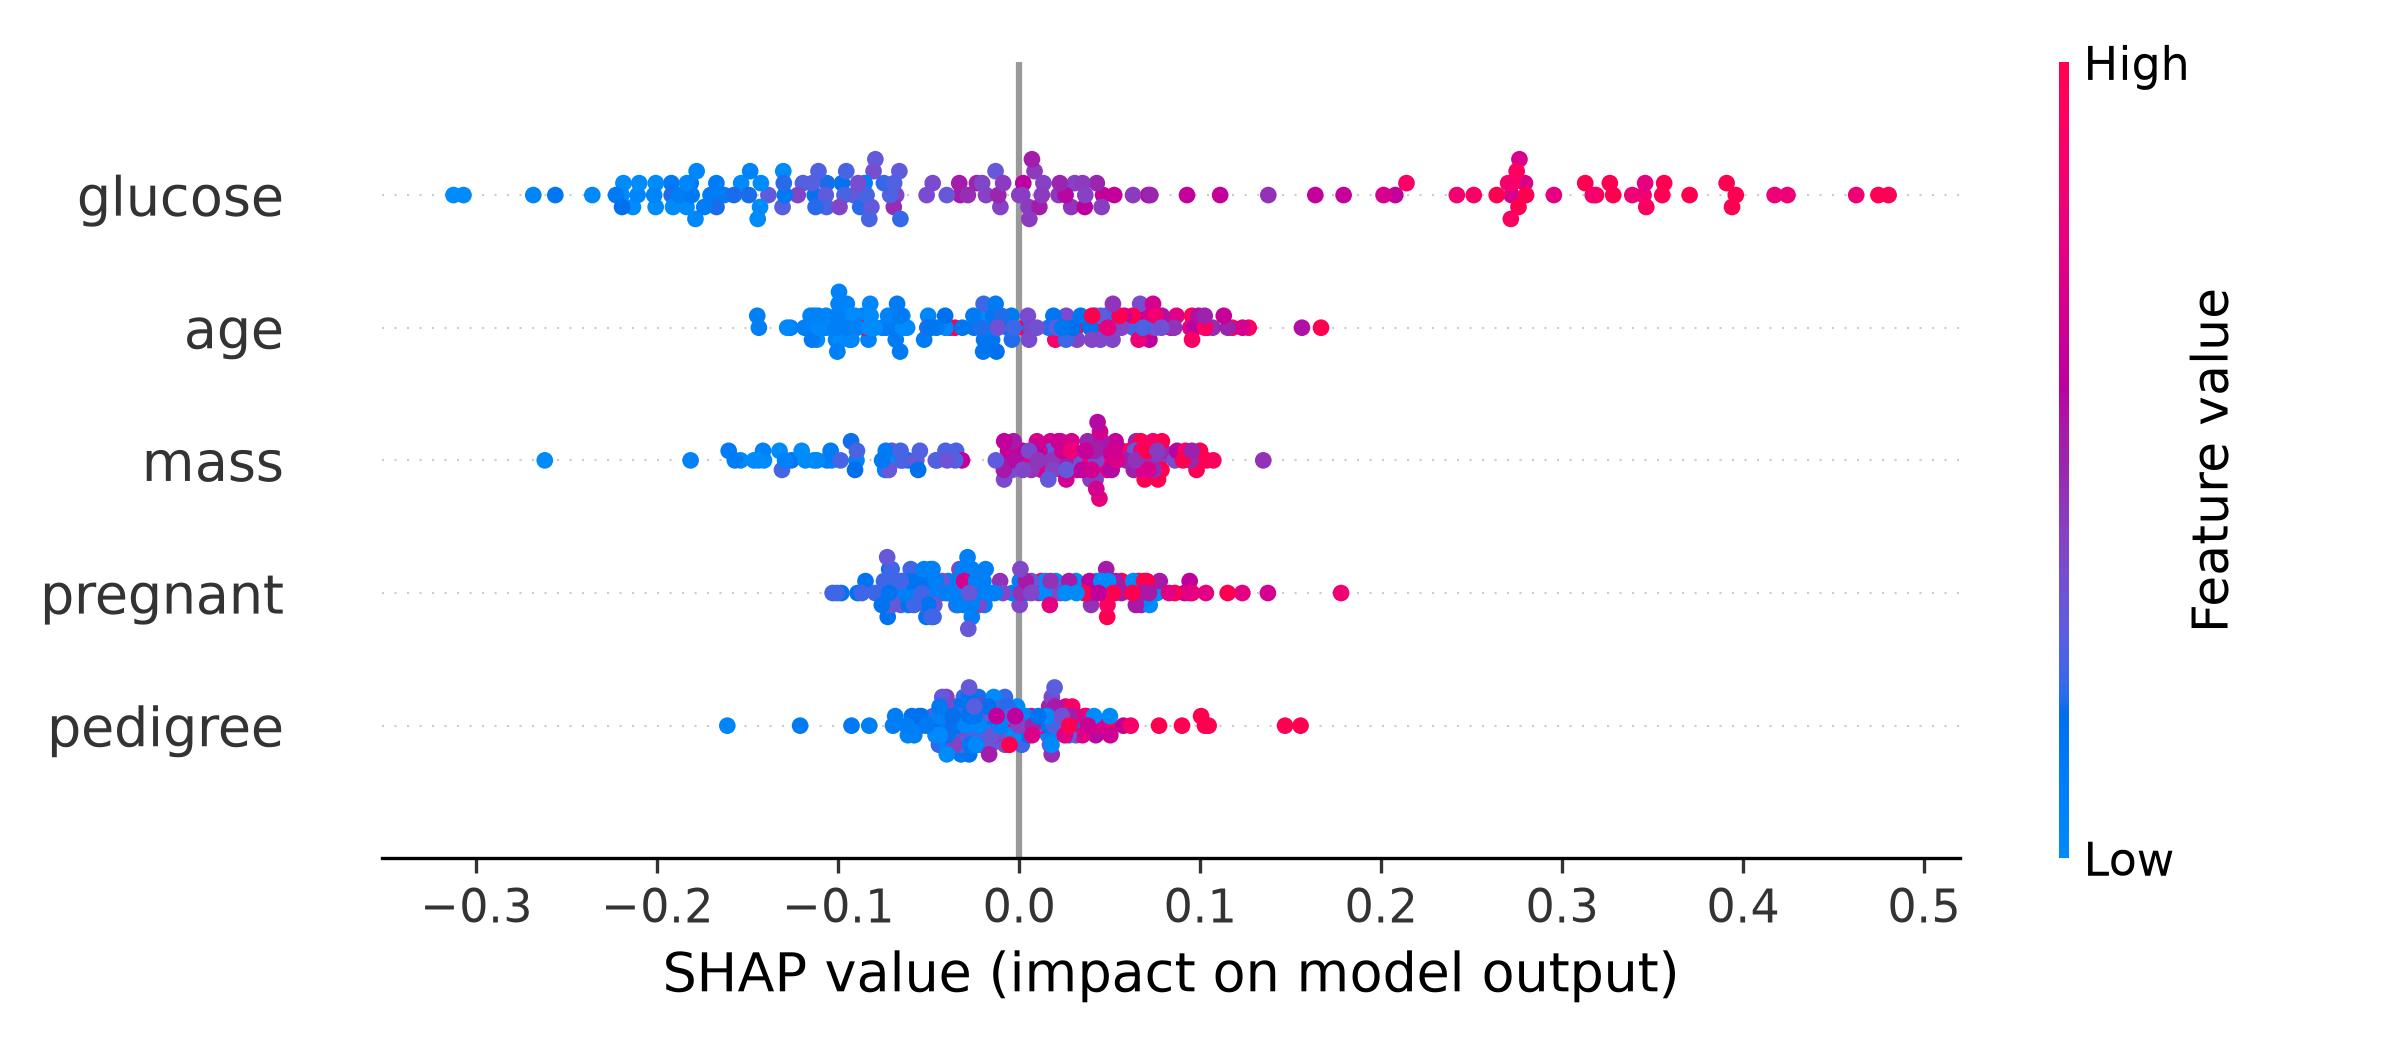 High
glucose
age
mass
pregnant
pedigree
Feature value
Low
−0.3 −0.2 −0.1 0.0 0.1 0.2 0.3 0.4 0.5
SHAP value (impact on model output)